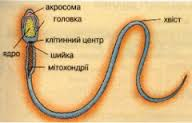 акросома
головка
хвіст
клітинний центр
ядро
шийка
мітохондрії